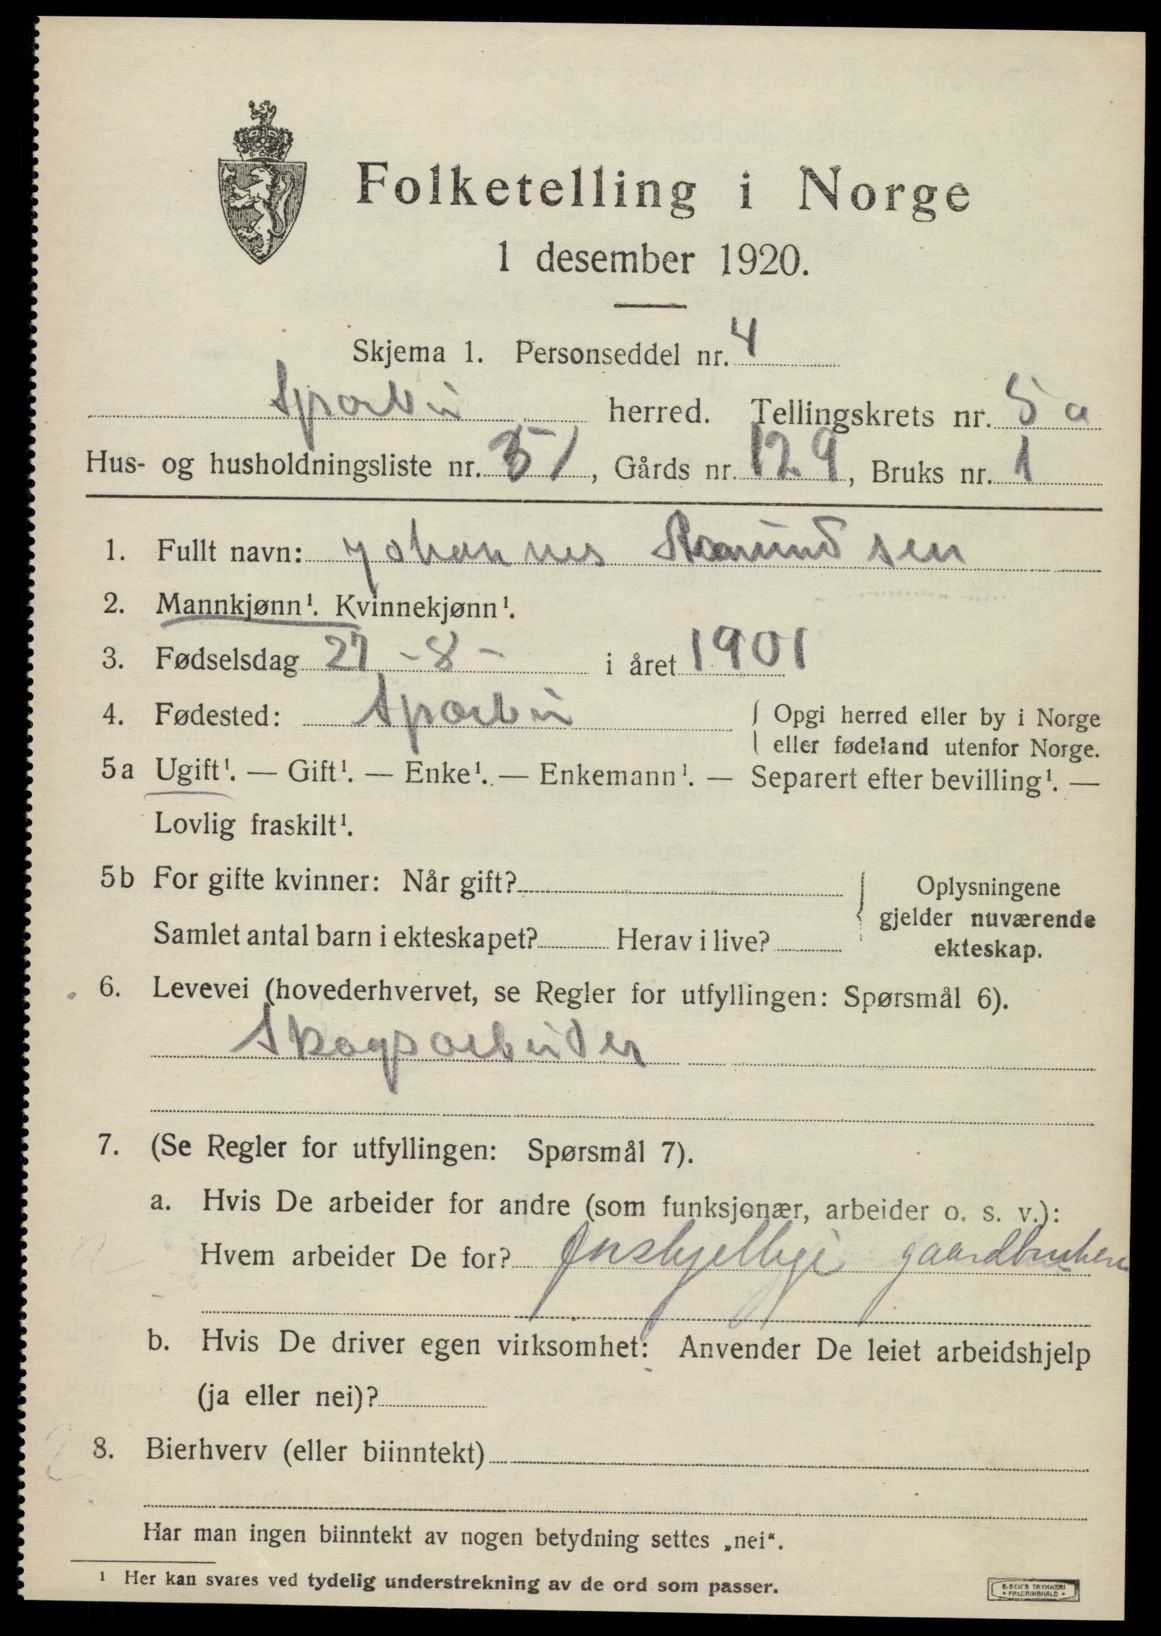 Folketelling i Norge
1 desember 1920.
Skjema 1. Personseddel nr. 4
Sparbu herred. Tellingskrets nr. 5 a
Hus- og husholdningsliste nr. 51, Gårds nr. 129, Bruks nr. 1
1. Fullt navn: Johannes
2. Mannkjønn¹. Kvinnekjønn¹.
3. Fødselsdag 27 - 8 - i året 1901
4. Fødested: Sparbu { Opgi herred eller by i Norge
eller fødeland utenfor Norge.
5 a Ugift¹. — Gift¹. — Enke¹. — Enkemann¹. — Separert efter bevilling¹. —
Lovlig fraskilt¹.
5 b For gifte kvinner: Når gift?
Samlet antal barn i ekteskapet? Herav i live?
{ Oplysningene
gjelder nuværende
ekteskap.
6. Levevei (hovederhvervet, se Regler for utfyllingen: Spørsmål 6).
Skogsarbeider
7. (Se Regler for utfyllingen: Spørsmål 7).
a. Hvis De arbeider for andre (som funksjonær, arbeider o. s. v.):
Hvem arbeider De for? forskjellige gaardbrukere
b. Hvis De driver egen virksomhet: Anvender De leiet arbeidshjelp
(ja eller nei)?
8. Bierhverv (eller biinntekt)
Har man ingen biinntekt av nogen betydning settes „nei“.
¹ Her kan svares ved tydelig understrekning av de ord som passer.
E. SEM'S TRYKKERI
FREDRIKSHALD